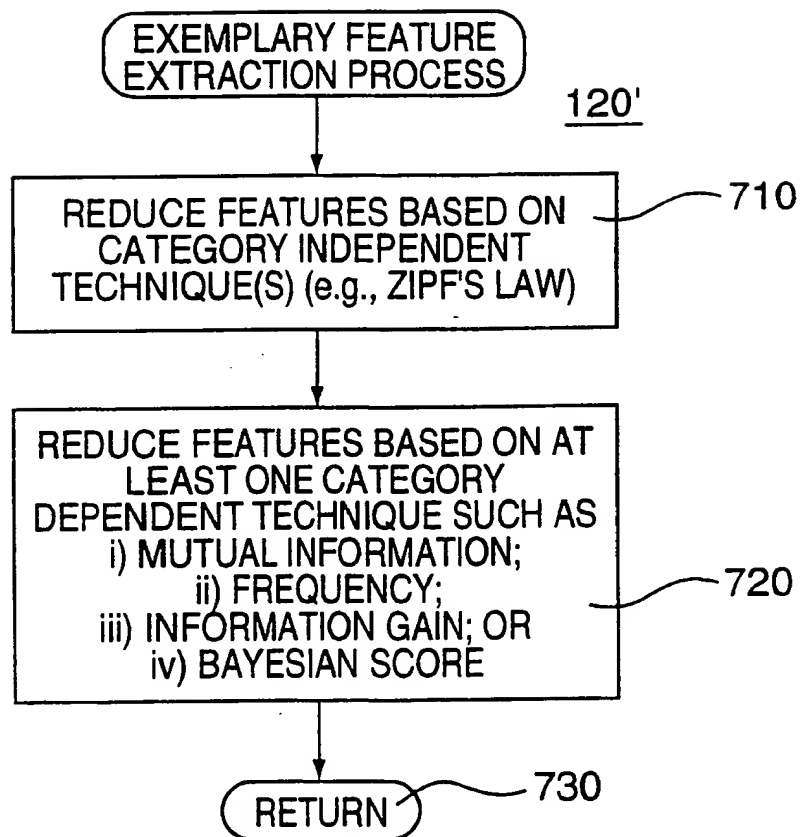 EXEMPLARY FEATURE
EXTRACTION PROCESS
120'
REDUCE FEATURES BASED ON
CATEGORY INDEPENDENT
TECHNIQUE(S) (e.g., ZIPF'S LAW)
710
REDUCE FEATURES BASED ON AT
LEAST ONE CATEGORY
DEPENDENT TECHNIQUE SUCH AS
i) MUTUAL INFORMATION;
ii) FREQUENCY;
iii) INFORMATION GAIN; OR
iv) BAYESIAN SCORE
720
RETURN
730